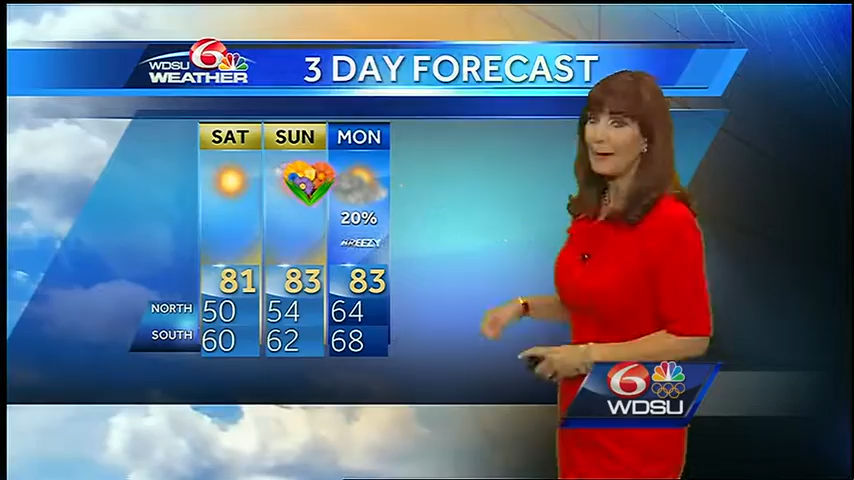 6
WDSU
WEATHER
3 DAY FORECAST
SAT SUN MON
20%
BREEZY
81 83 83
NORTH 50 54 64
SOUTH 60 62 68
6
WDSU